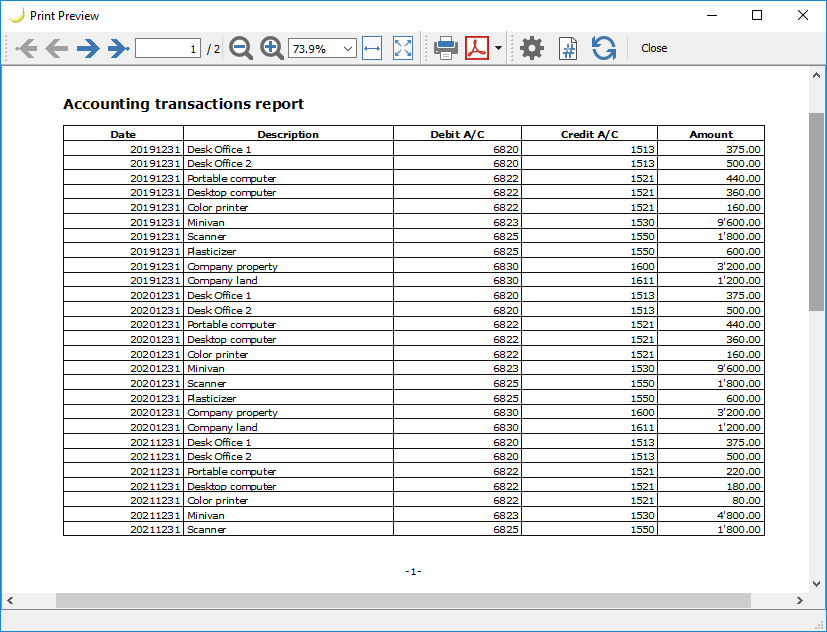 Print Preview
1 / 2 73.9% Close
Accounting transactions report
Date Description Debit A/C Credit A/C Amount
20191231 Desk Office 1 6820 1513 375.00
20191231 Desk Office 2 6820 1513 500.00
20191231 Portable computer 6822 1521 440.00
20191231 Desktop computer 6822 1521 360.00
20191231 Color printer 6822 1521 160.00
20191231 Minivan 6823 1530 9'600.00
20191231 Scanner 6825 1550 1'800.00
20191231 Plasticizer 6825 1550 600.00
20191231 Company property 6830 1600 3'200.00
20191231 Company land 6830 1611 1'200.00
20201231 Desk Office 1 6820 1513 375.00
20201231 Desk Office 2 6820 1513 500.00
20201231 Portable computer 6822 1521 440.00
20201231 Desktop computer 6822 1521 360.00
20201231 Color printer 6822 1521 160.00
20201231 Minivan 6823 1530 9'600.00
20201231 Scanner 6825 1550 1'800.00
20201231 Plasticizer 6825 1550 600.00
20201231 Company property 6830 1600 3'200.00
20201231 Company land 6830 1611 1'200.00
20211231 Desk Office 1 6820 1513 375.00
20211231 Desk Office 2 6820 1513 500.00
20211231 Portable computer 6822 1521 220.00
20211231 Desktop computer 6822 1521 180.00
20211231 Color printer 6822 1521 80.00
20211231 Minivan 6823 1530 4'800.00
20211231 Scanner 6825 1550 1'800.00
-1-